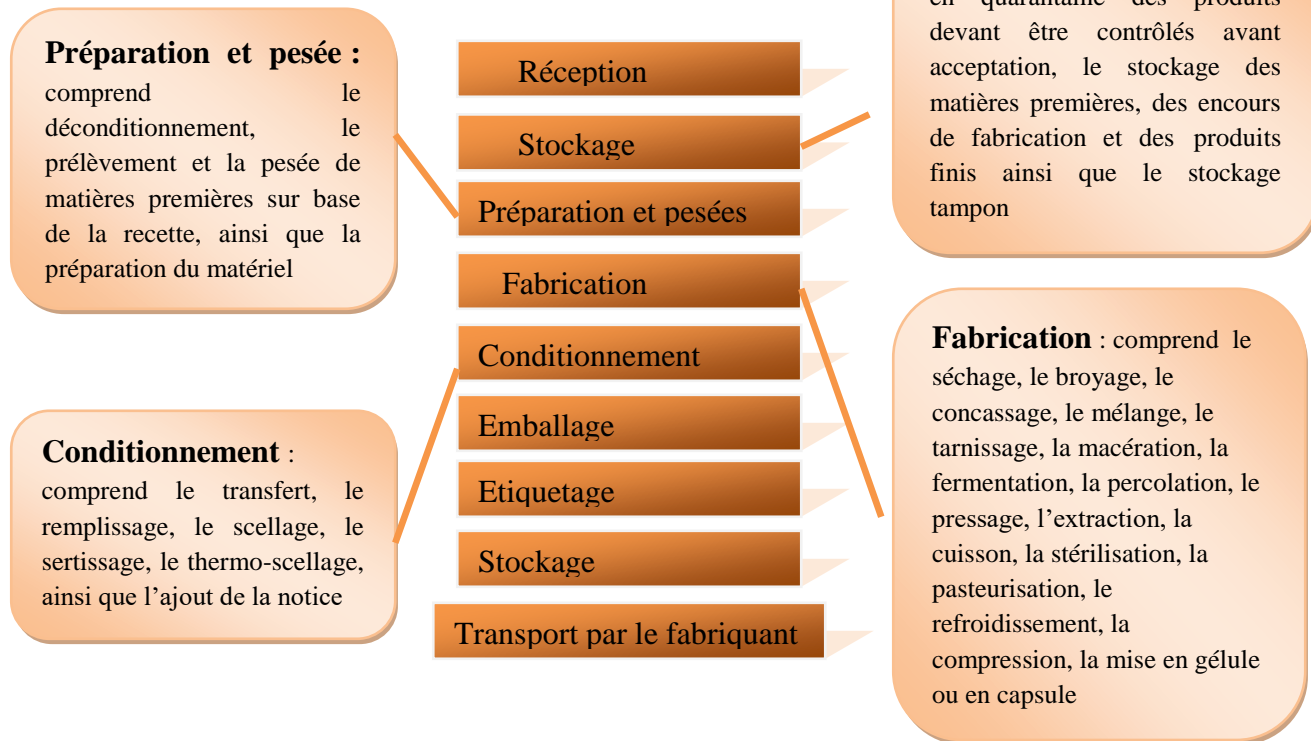 Préparation et pesée :
comprend le
déconditionnement, le
prélèvement et la pesée de
matières premières sur base
de la recette, ainsi que la
préparation du matériel
Conditionnement :
comprend le transfert, le
remplissage, le scellage, le
sertissage, le thermo-scellage,
ainsi que l’ajout de la notice
Réception
Stockage
Préparation et pesées
Fabrication
Conditionnement
Emballage
Etiquetage
Stockage
Transport par le fabriquant
en quarantaine des produits
devant être contrôlés avant
acceptation, le stockage des
matières premières, des encours
de fabrication et des produits
finis ainsi que le stockage
tampon
Fabrication : comprend le
séchage, le broyage, le
concassage, le mélange, le
tarnissage, la macération, la
fermentation, la percolation, le
pressage, l’extraction, la
cuisson, la stérilisation, la
pasteurisation, le
refroidissement, la
compression, la mise en gélule
ou en capsule